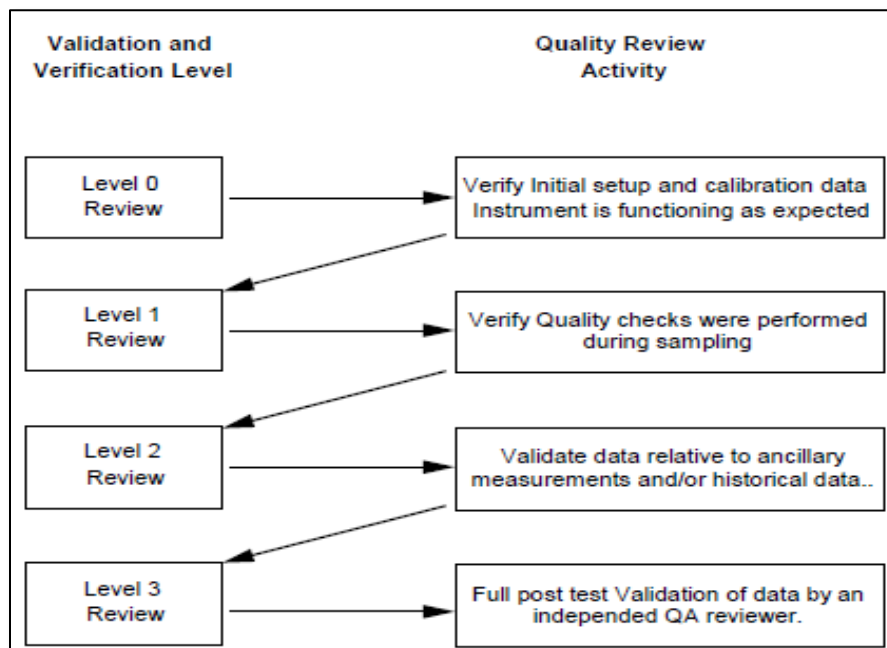 Validation and
Verification Level
Quality Review
Activity
Level 0
Review
Verify Initial setup and calibration data
Instrument is functioning as expected
Level 1
Review
Verify Quality checks were performed
during sampling
Level 2
Review
Validate data relative to ancillary
measurements and/or historical data..
Level 3
Review
Full post test Validation of data by an
independed QA reviewer.